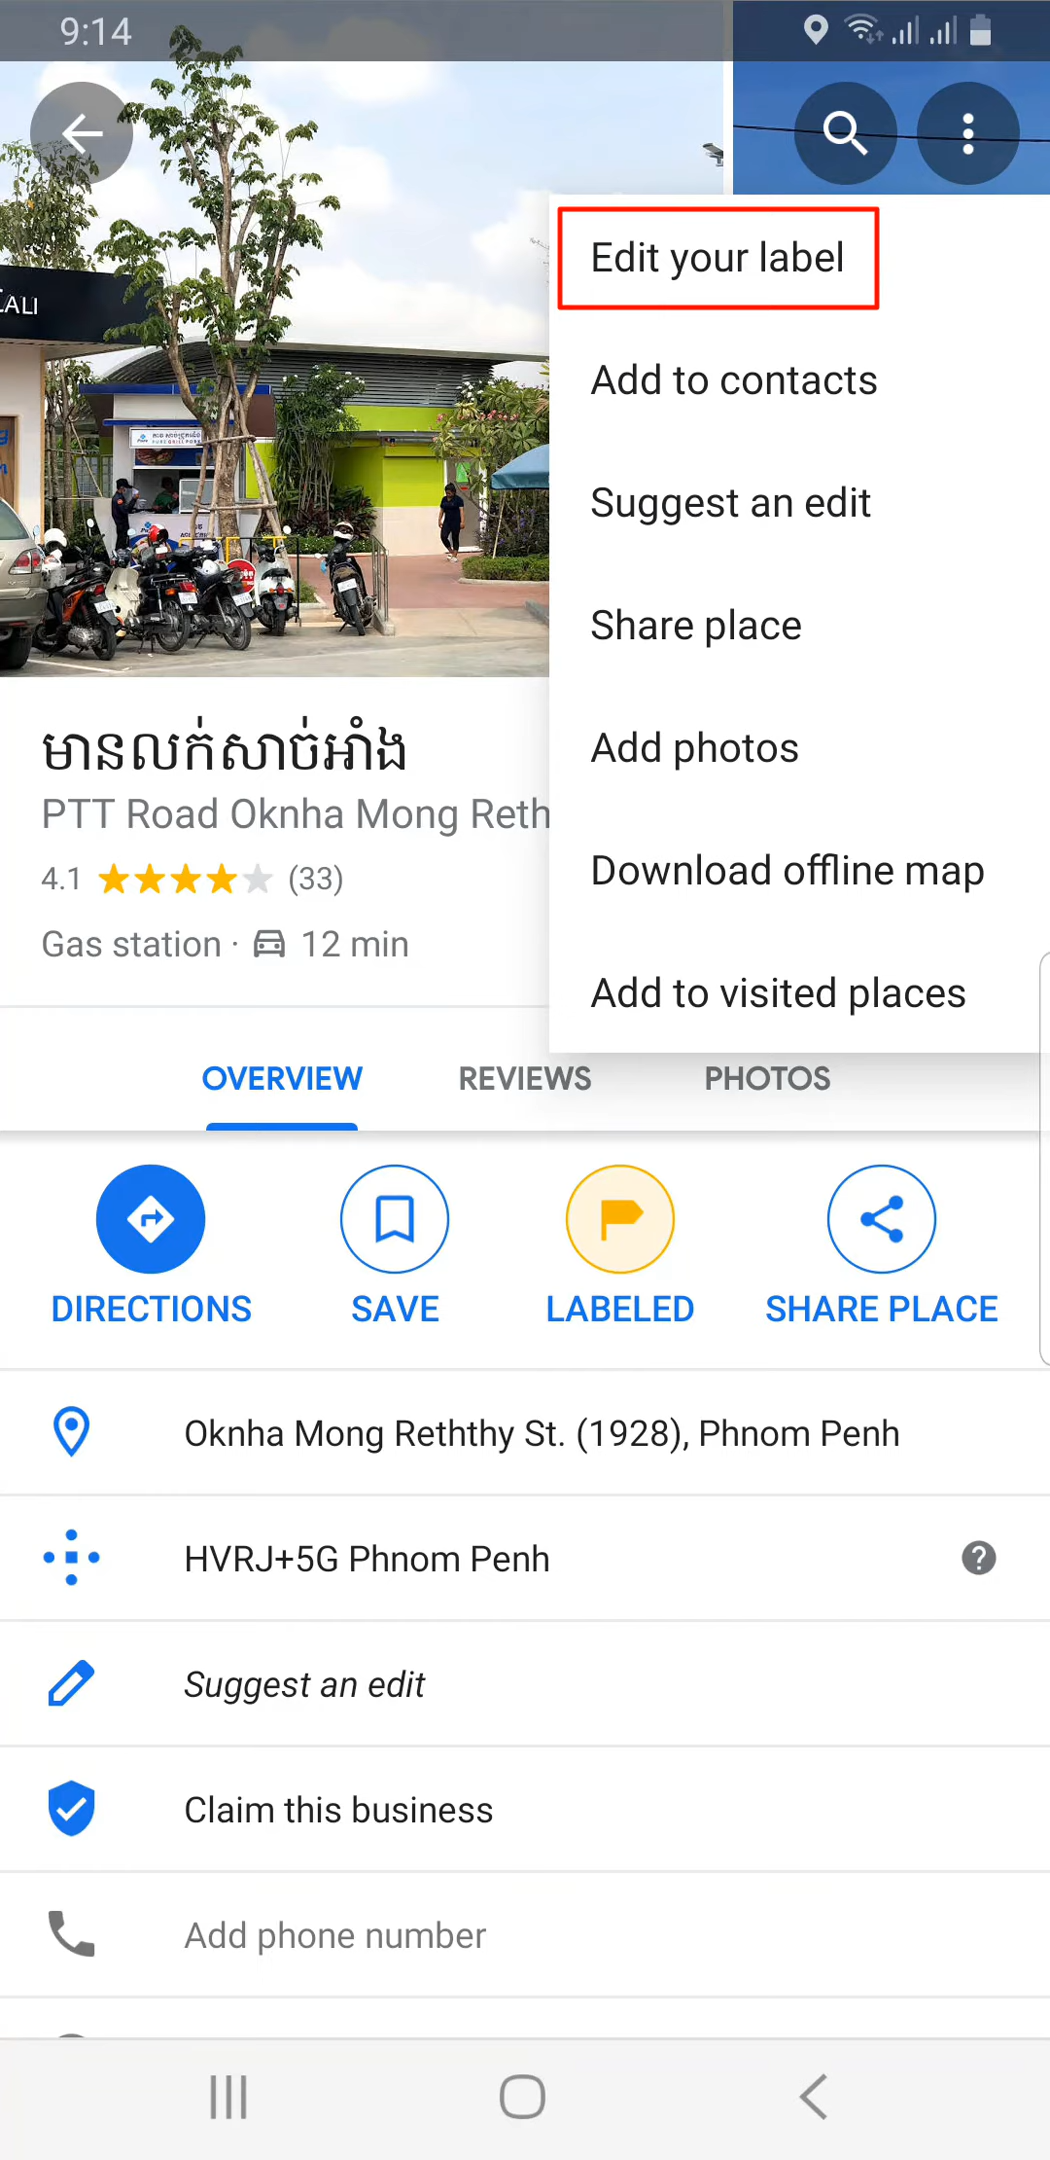 9:14
ALI
Edit your label
Add to contacts
Suggest an edit
Share place
Add photos
Download offline map
Add to visited places
មានលក់សាច់អាំង
PTT Road Oknha Mong Reth
4.1 (33)
Gas station · 12 min
OVERVIEW REVIEWS PHOTOS
DIRECTIONS SAVE LABELED SHARE PLACE
Oknha Mong Reththy St. (1928), Phnom Penh
HVRJ+5G Phnom Penh
Suggest an edit
Claim this business
Add phone number